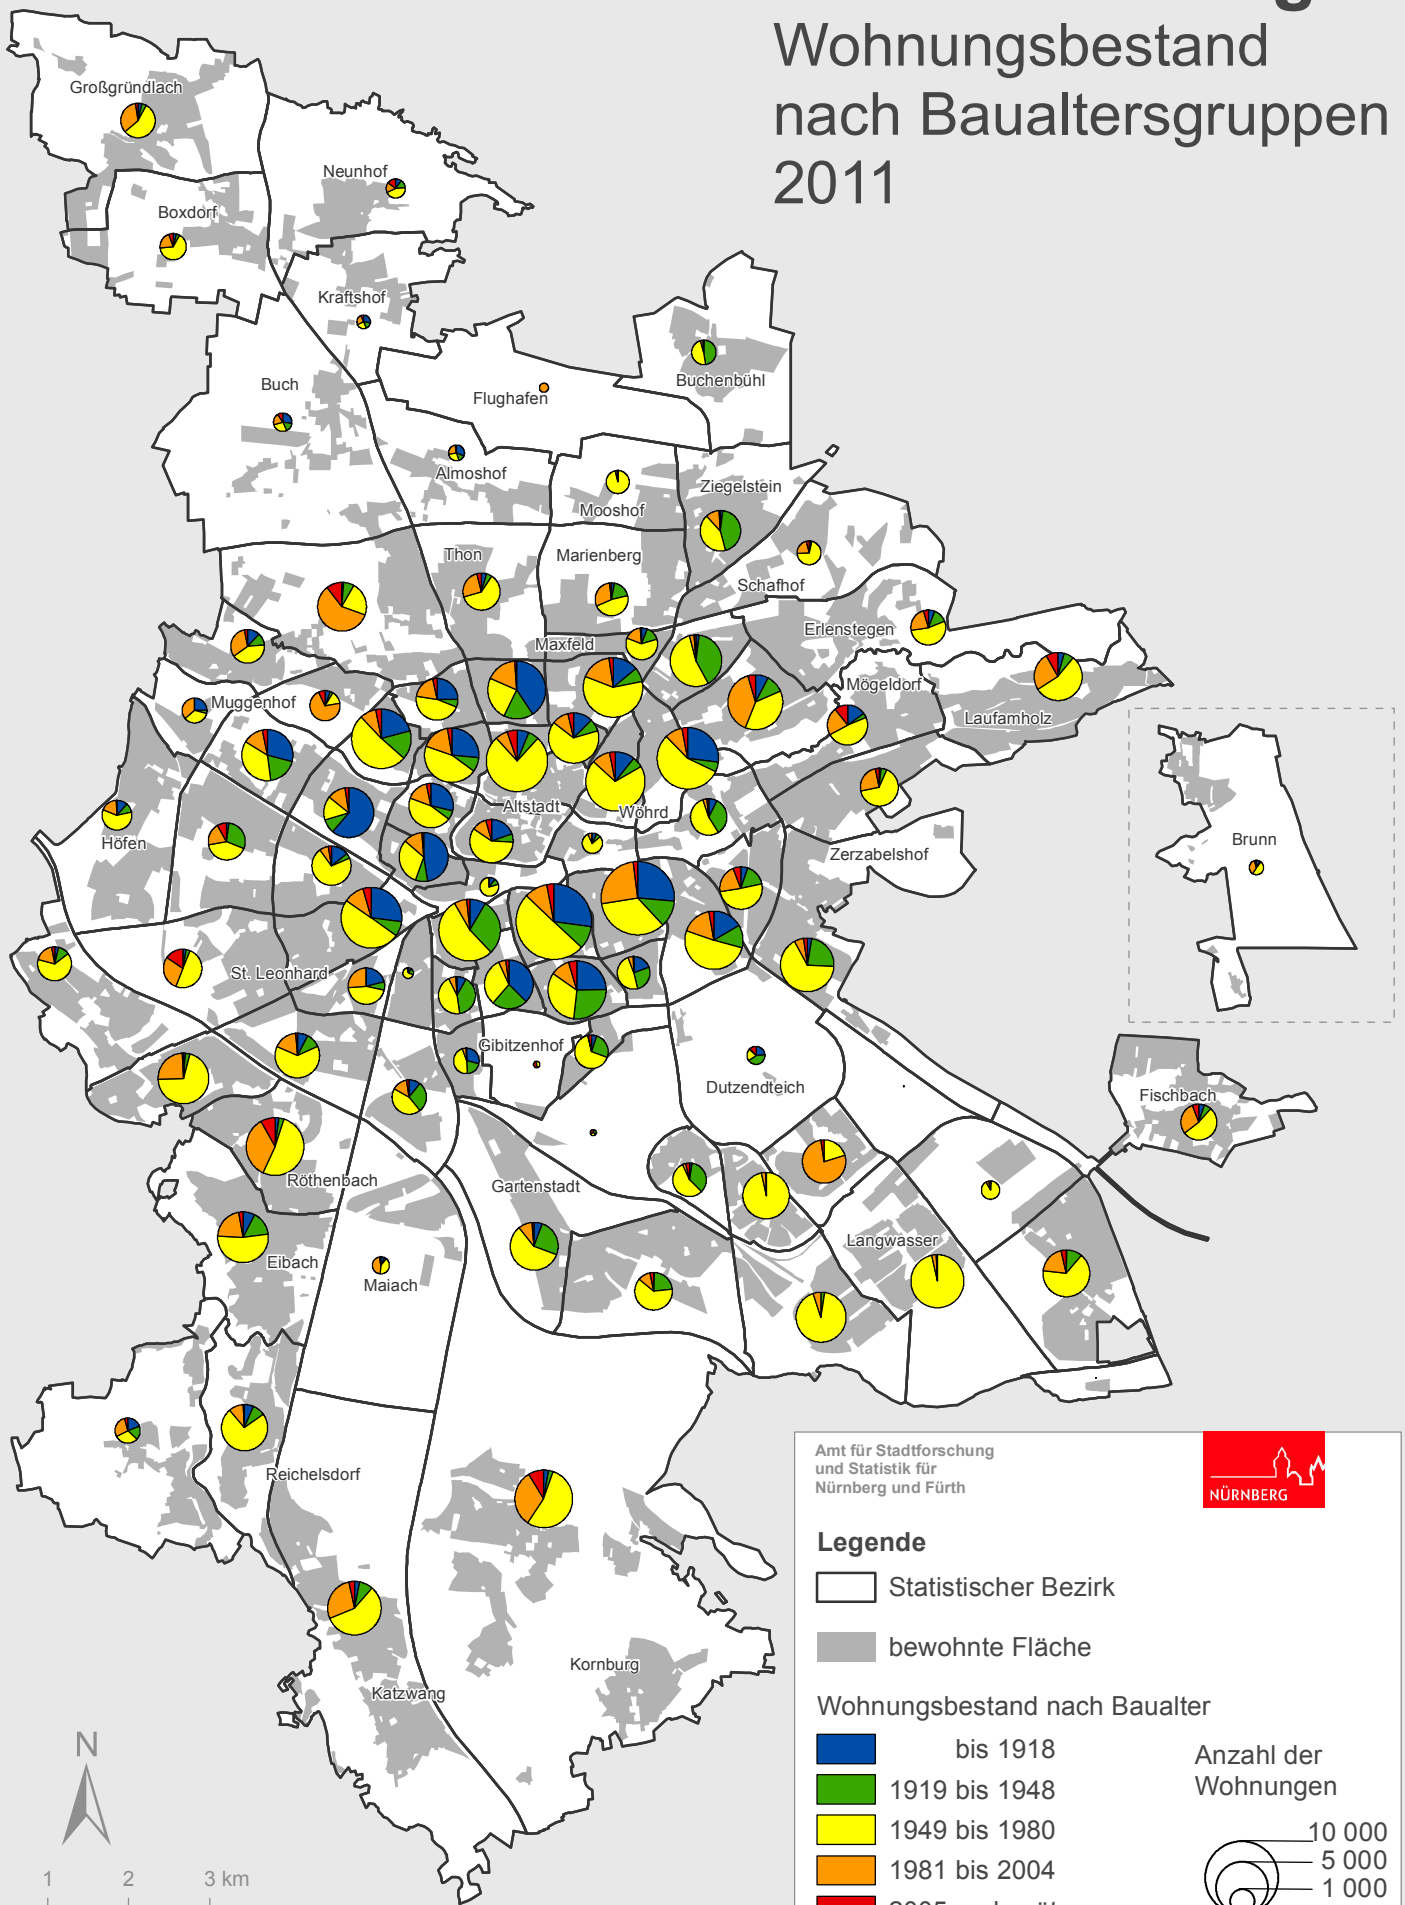 Wohnungsbestand
nach Baualtersgruppen
2011
Großgründlach
Neunhof
Boxdorf
Kraftshof
Buch
Flughafen
Buchenbühl
Almoshof
Mooshof
Ziegelstein
Thon
Marienberg
Schafhof
Maxfeld
Erlenstegen
Mögeldorf
Muggenhof
Laufamholz
Altstadt
Wöhrd
Höfen
Zerzabelshof
Brunn
St. Leonhard
Gibitzenhof
Dutzendteich
Fischbach
Röthenbach
Gartenstadt
Langwasser
Eibach
Maiach
Reichelsdorf
Kornburg
Katzwang
N
1 2 3 km
Amt für Stadtforschung
und Statistik für
Nürnberg und Fürth
NÜRNBERG
Legende
Statistischer Bezirk
bewohnte Fläche
Wohnungsbestand nach Baualter
bis 1918
1919 bis 1948
1949 bis 1980
1981 bis 2004
Anzahl der
Wohnungen
10 000
5 000
1 000